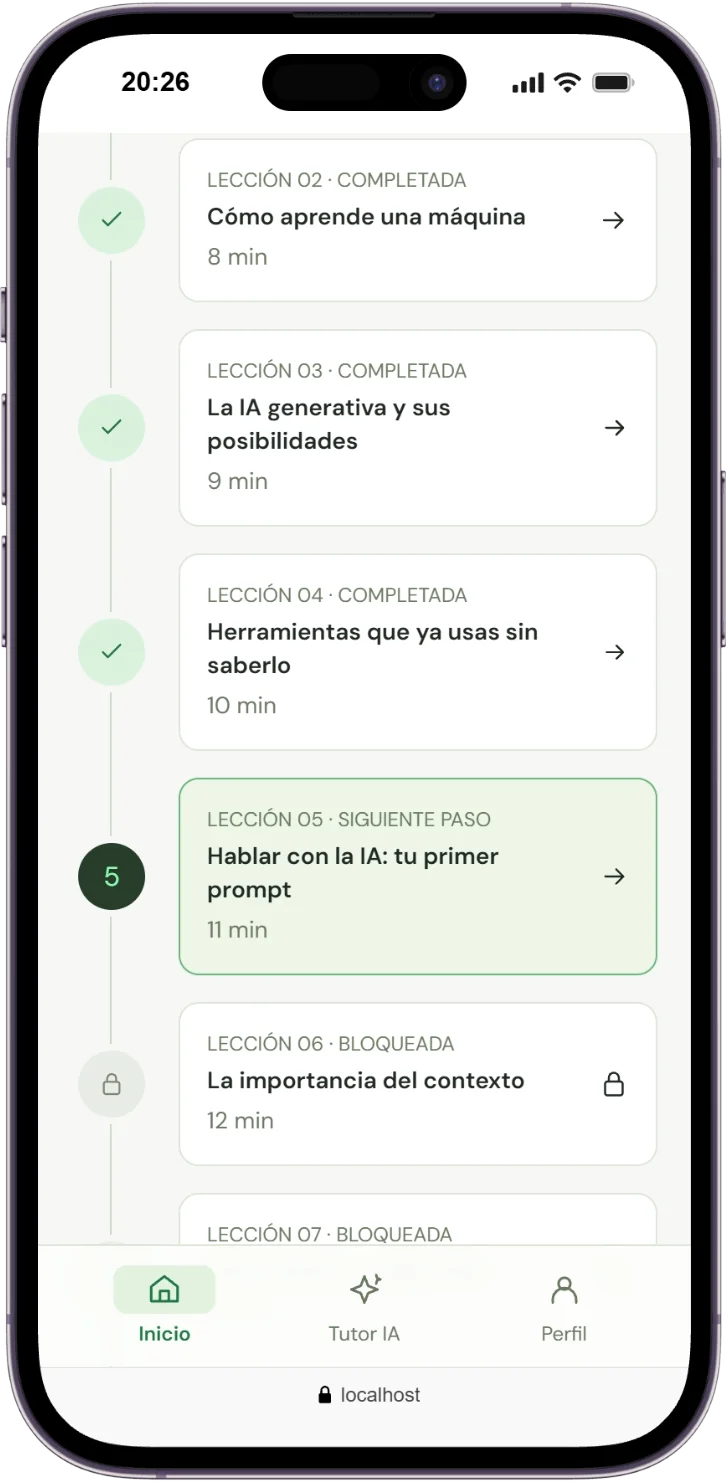 20:26
LECCIÓN 02 · COMPLETADA
Cómo aprende una máquina
8 min
LECCIÓN 03 · COMPLETADA
La IA generativa y sus
posibilidades
9 min
LECCIÓN 04 · COMPLETADA
Herramientas que ya usas sin
saberlo
10 min
5
LECCIÓN 05 · SIGUIENTE PASO
Hablar con la IA: tu primer
prompt
11 min
LECCIÓN 06 · BLOQUEADA
La importancia del contexto
12 min
LECCIÓN 07 · BLOQUEADA
Inicio
Tutor IA
Perfil
localhost